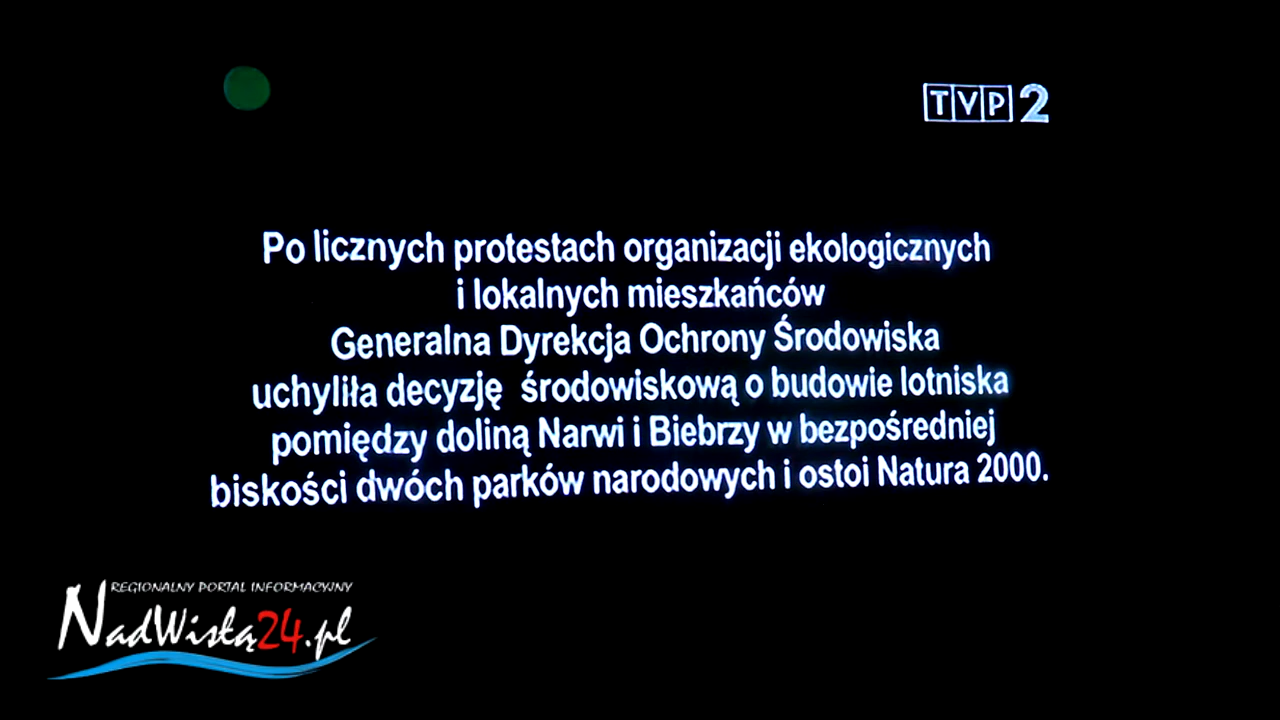 TVP 2
Po licznych protestach organizacji ekologicznych
i lokalnych mieszkańców
Generalna Dyrekcja Ochrony Środowiska
uchyliła decyzję środowiskową o budowie lotniska
pomiędzy doliną Narwi i Biebrzy w bezpośredniej
biskości dwóch parków narodowych i ostoi Natura 2000.
REGIONALNY PORTAL INFORMACYJNY
NadWisłą24.pl